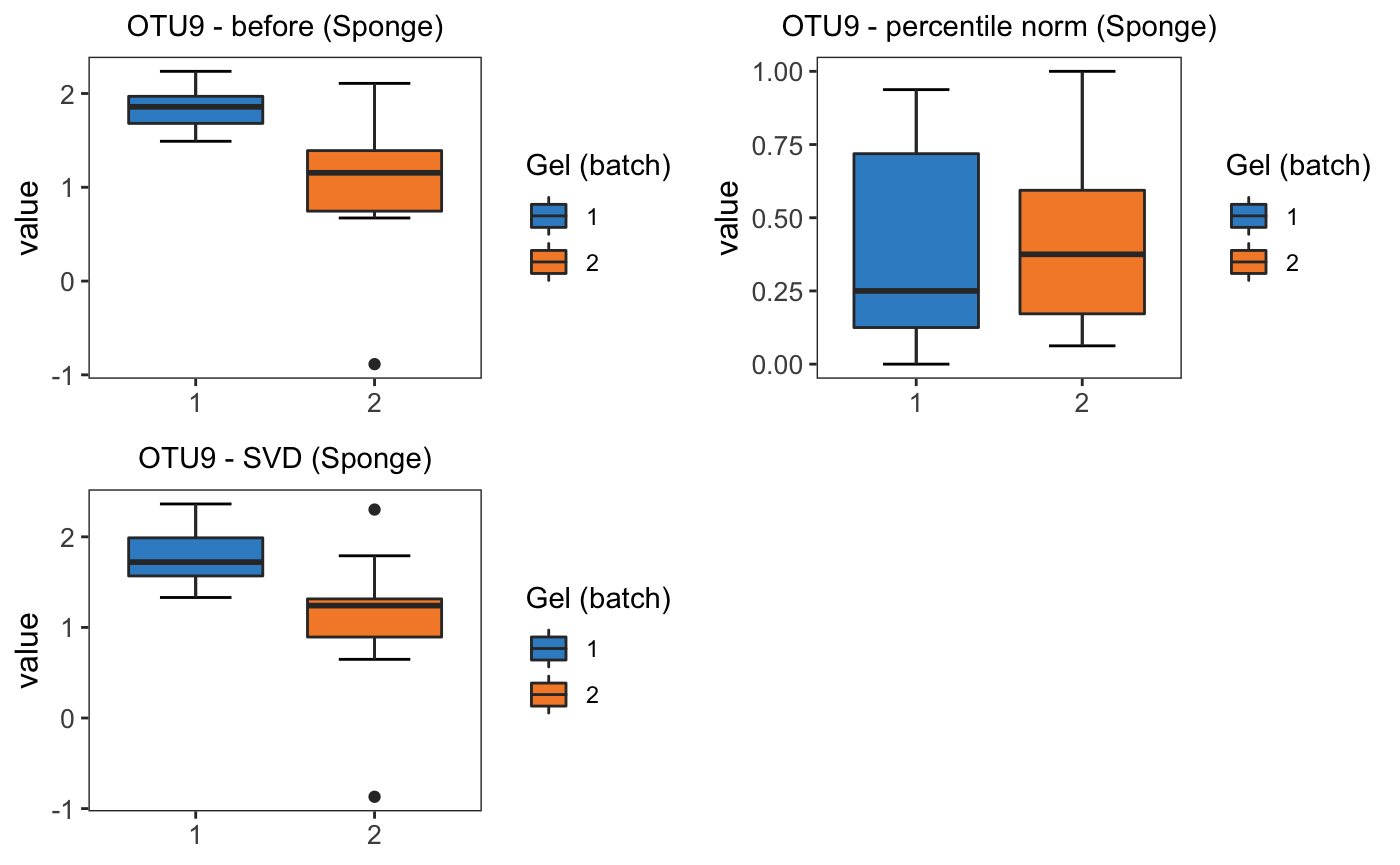 OTU9 - before (Sponge)
value
2
1
0
-1
1
2
Gel (batch)
1
2
OTU9 - percentile norm (Sponge)
value
1.00
0.75
0.50
0.25
0.00
1
2
Gel (batch)
1
2
OTU9 - SVD (Sponge)
value
2
1
0
-1
1
2
Gel (batch)
1
2